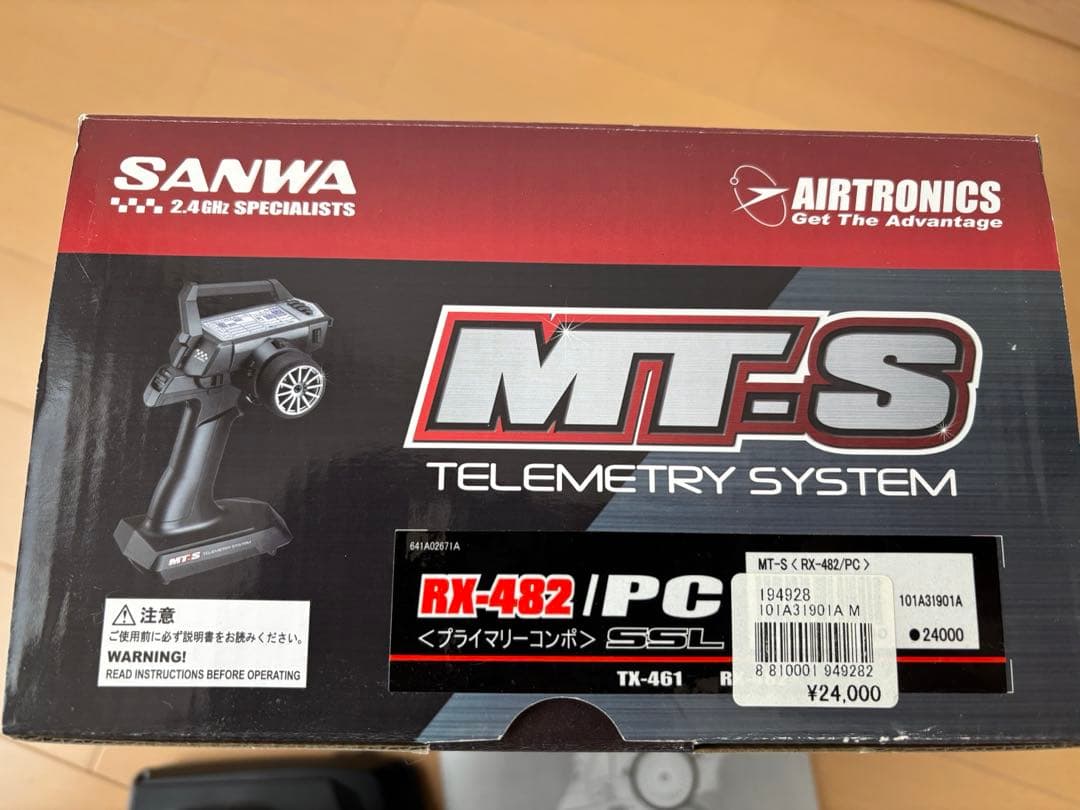 SANWA
2.4GHz SPECIALISTS
AIRTRONICS
Get The Advantage
MT-S
TELEMETRY SYSTEM
MT-S TELEMETRY SYSTEM
641A02671A
RX-482/PC
<プライマリーコンポ> SSL
TX-461
MT-S < RX-482/PC >
101A31901A
●24000
194928
101A31901A M
8 810001 949282
¥24,000
注意
ご使用前に必ず説明書をお読みください。
WARNING!
READ INSTRUCTIONS BEFORE OPERATING